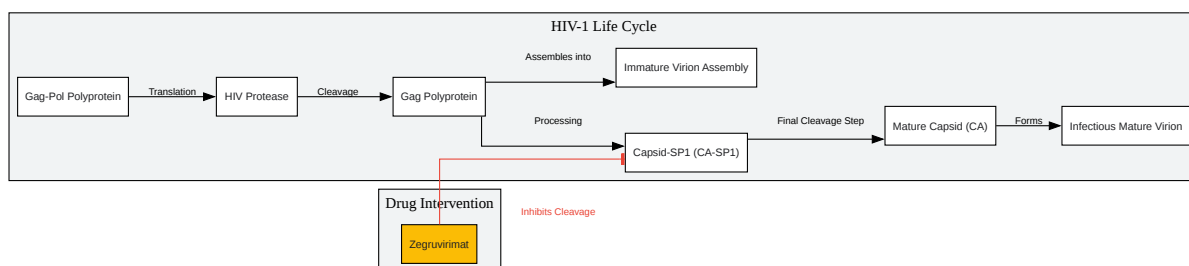 HIV-1 Life Cycle
Gag-Pol Polyprotein
Translation
HIV Protease
Cleavage
Gag Polyprotein
Assembles into
Immature Virion Assembly
Processing
Capsid-SP1 (CA-SP1)
Final Cleavage Step
Mature Capsid (CA)
Forms
Infectious Mature Virion
Drug Intervention
Inhibits Cleavage
Zegruvirimat